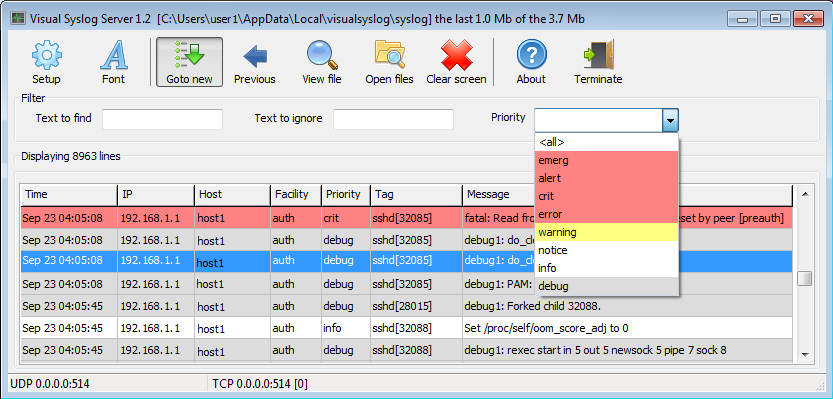 Visual Syslog Server 1.2 [C:\Users\user1\AppData\Local\visualsyslog\syslog] the last 1.0 Mb of the 3.7 Mb
Setup Font Goto new Previous View file Open files Clear screen About Terminate
Filter
Text to find Text to ignore Priority
<all>
emerg
alert
crit
error
warning
notice
info
debug
Displaying 8963 lines
Time IP Host Facility Priority Tag Message
Sep 23 04:05:08 192.168.1.1 host1 auth crit sshd[32085] fatal: Read fro set by peer [preauth]
Sep 23 04:05:08 192.168.1.1 host1 auth debug sshd[32085] debug1: do_cl
Sep 23 04:05:08 192.168.1.1 host1 auth debug sshd[32085] debug1: do_cl
Sep 23 04:05:08 192.168.1.1 host1 auth debug sshd[32085] debug1: PAM:
Sep 23 04:05:45 192.168.1.1 host1 auth debug sshd[28015] debug1: Forked child 32088.
Sep 23 04:05:45 192.168.1.1 host1 auth info sshd[32088] Set /proc/self/oom_score_adj to 0
Sep 23 04:05:45 192.168.1.1 host1 auth debug sshd[32088] debug1: rexec start in 5 out 5 newsock 5 pipe 7 sock 8
UDP 0.0.0.0:514 TCP 0.0.0.0:514 [0]